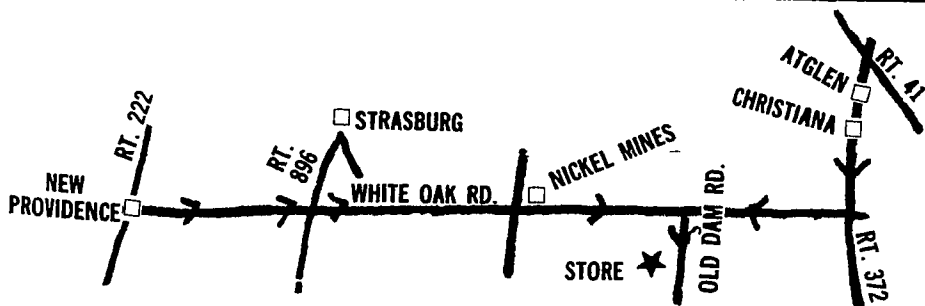 RT. 222
NEW
PROVIDENCE
RT.
896
STRASBURG
WHITE OAK RD.
NICKEL MINES
STORE
OLD DAM RD.
ATGLEN
CHRISTIANA
RT. 41
RT. 372